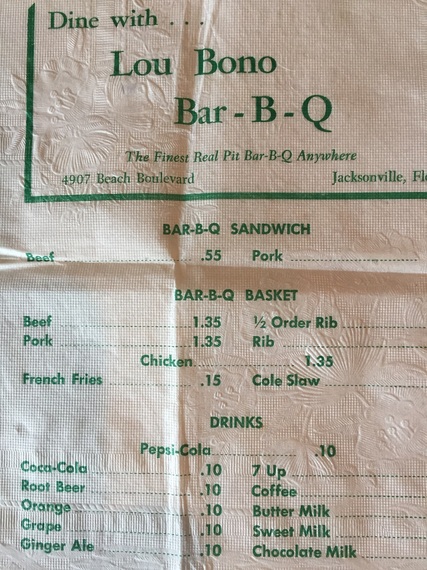 Dine with . . .
Lou Bono
Bar - B - Q
The Finest Real Pit Bar-B-Q Anywhere
4907 Beach Boulevard Jacksonville, Flo
BAR-B-Q SANDWICH
Beef .55 Pork
BAR-B-Q BASKET
Beef 1.35 ½ Order Rib
Pork 1.35 Rib
Chicken 1.35
French Fries .15 Cole Slaw
DRINKS
Pepsi-Cola .10
Coca-Cola .10 7 Up
Root Beer .10 Coffee
Orange .10 Butter Milk
Grape .10 Sweet Milk
Ginger Ale .10 Chocolate Milk